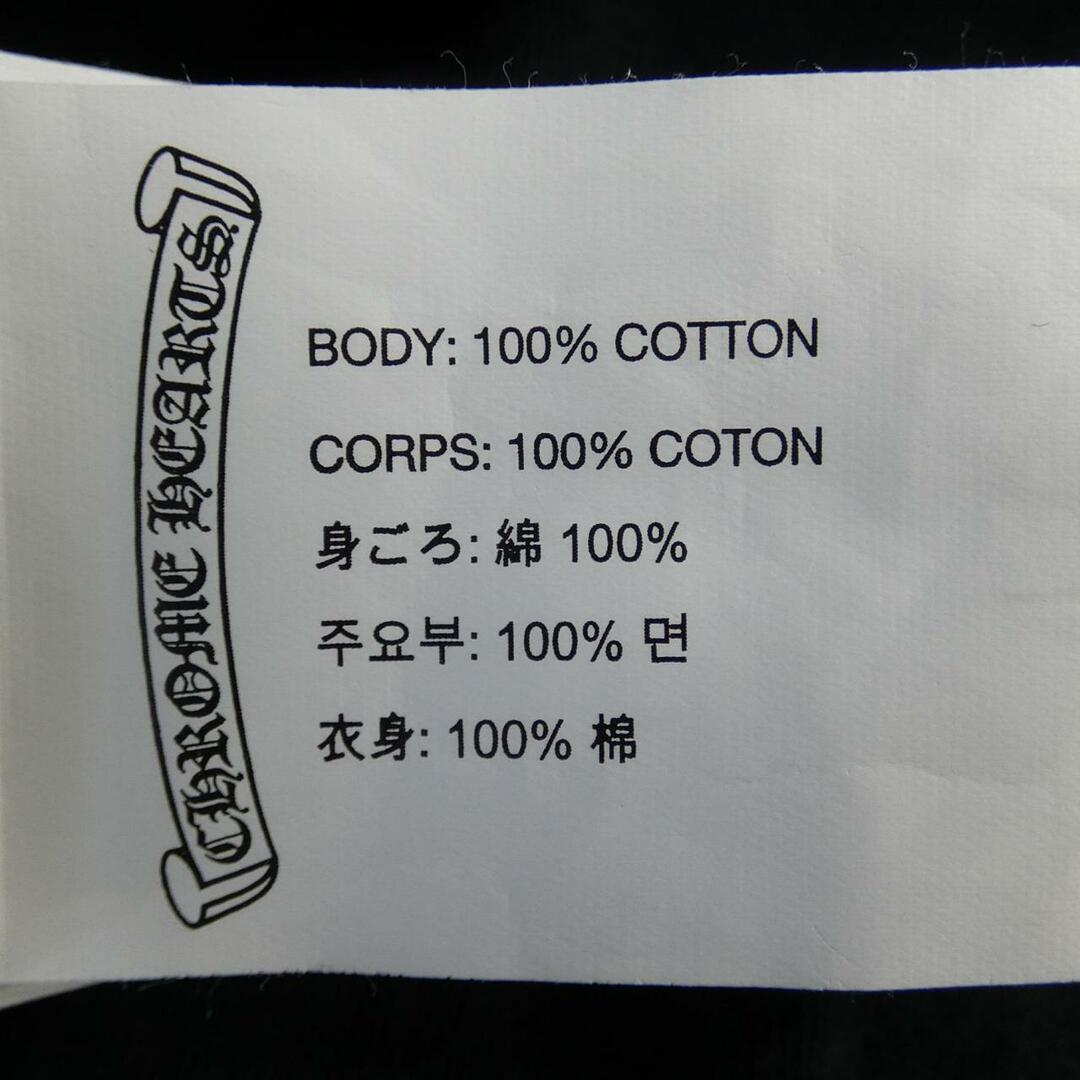 CHROME HEARTS
BODY: 100% COTTON
CORPS: 100% COTON
身ごろ: 綿 100%
주요부: 100% 면
衣身: 100% 棉